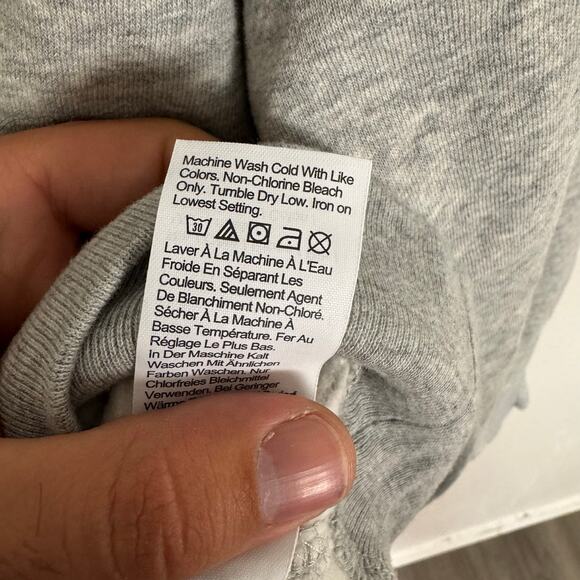 Machine Wash Cold With Like
Colors. Non-Chlorine Bleach
Only. Tumble Dry Low. Iron on
Lowest Setting.
30
Laver À La Machine À L'Eau
Froide En Séparant Les
Couleurs. Seulement Agent
De Blanchiment Non-Chloré.
Sécher À La Machine À
Basse Température. Fer Au
Réglage Le Plus Bas.
In Der Maschine Kalt
Waschen Mit Ähnlichen
Farben Waschen. Nur
Chlorfreies Bleichmittel
Verwenden. Bei Geringer
Wärme